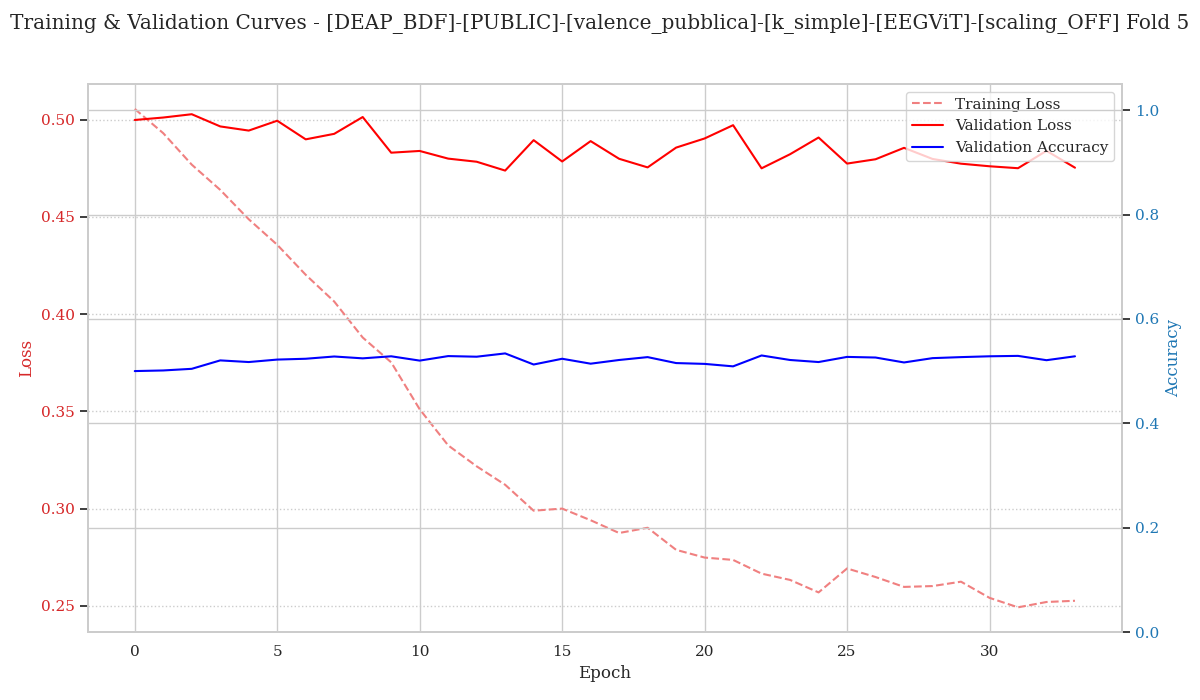 Training & Validation Curves - [DEAP_BDF]-[PUBLIC]-[valence_pubblica]-[k_simple]-[EEGViT]-[scaling_OFF] Fold 5
Training Loss
Validation Loss
Validation Accuracy
0.50
0.45
0.40
0.35
0.30
0.25
Loss
1.0
0.8
0.6
0.4
0.2
0.0
Accuracy
0 5 10 15 20 25 30
Epoch